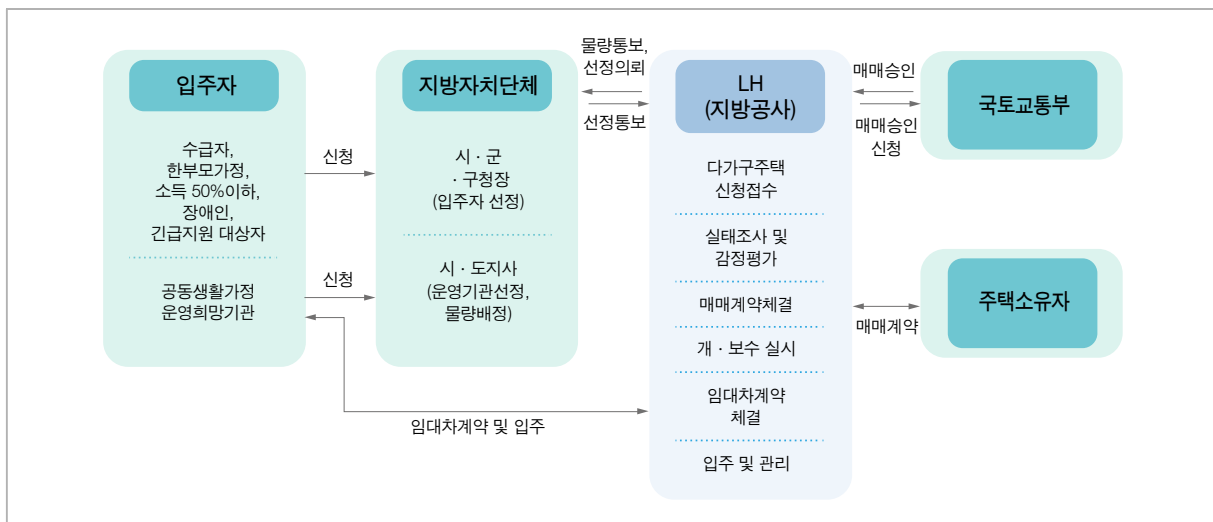 입주자
수급자,
한부모가정,
소득 50%이하,
장애인,
긴급지원 대상자
공동생활가정
운영희망기관
신청
신청
지방자치단체
시 · 군
· 구청장
(입주자 선정)
시 · 도지사
(운영기관선정,
물량배정)
물량통보,
선정의뢰
선정통보
임대차계약 및 입주
LH
(지방공사)
다가구주택
신청접수
실태조사 및
감정평가
매매계약체결
개 · 보수 실시
임대차계약
체결
입주 및 관리
매매승인
매매승인
신청
국토교통부
매매계약
주택소유자